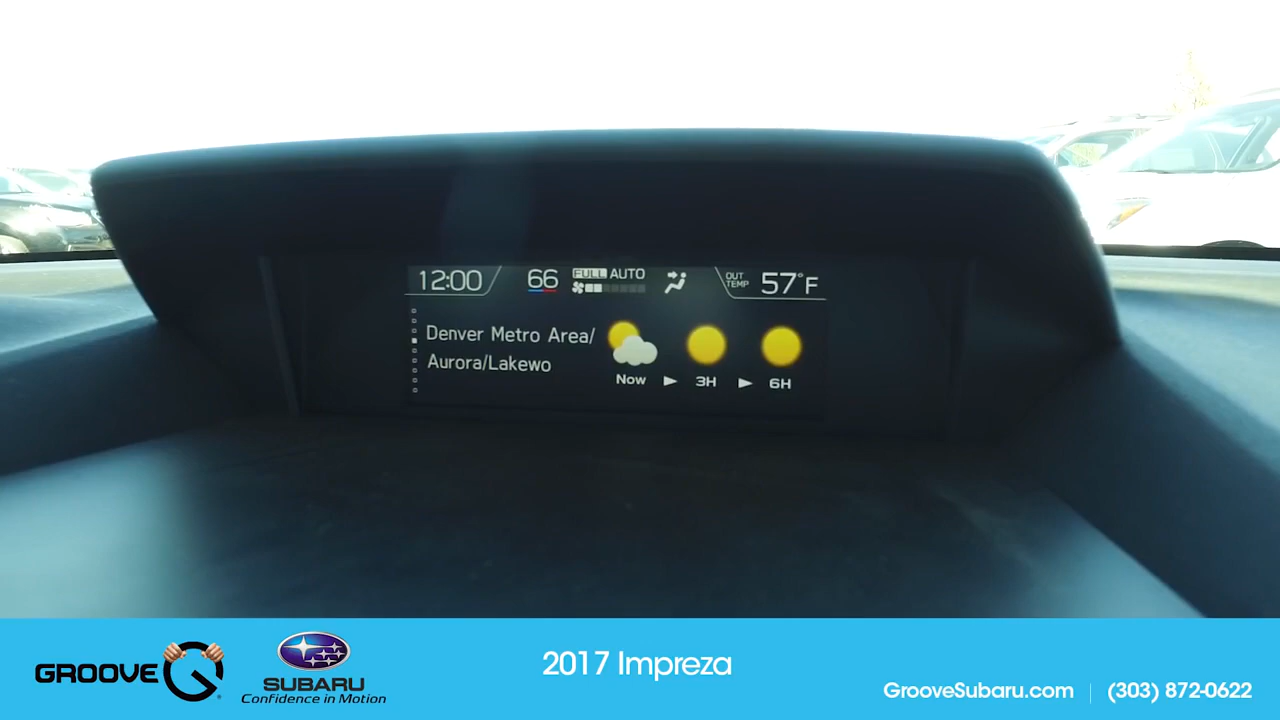 12:00 66 FULL AUTO OUT TEMP 57°F
Denver Metro Area/
Aurora/Lakewo
Now 3H 6H
GROOVE
SUBARU
Confidence in Motion
2017 Impreza
GrooveSubaru.com | (303) 872-0622